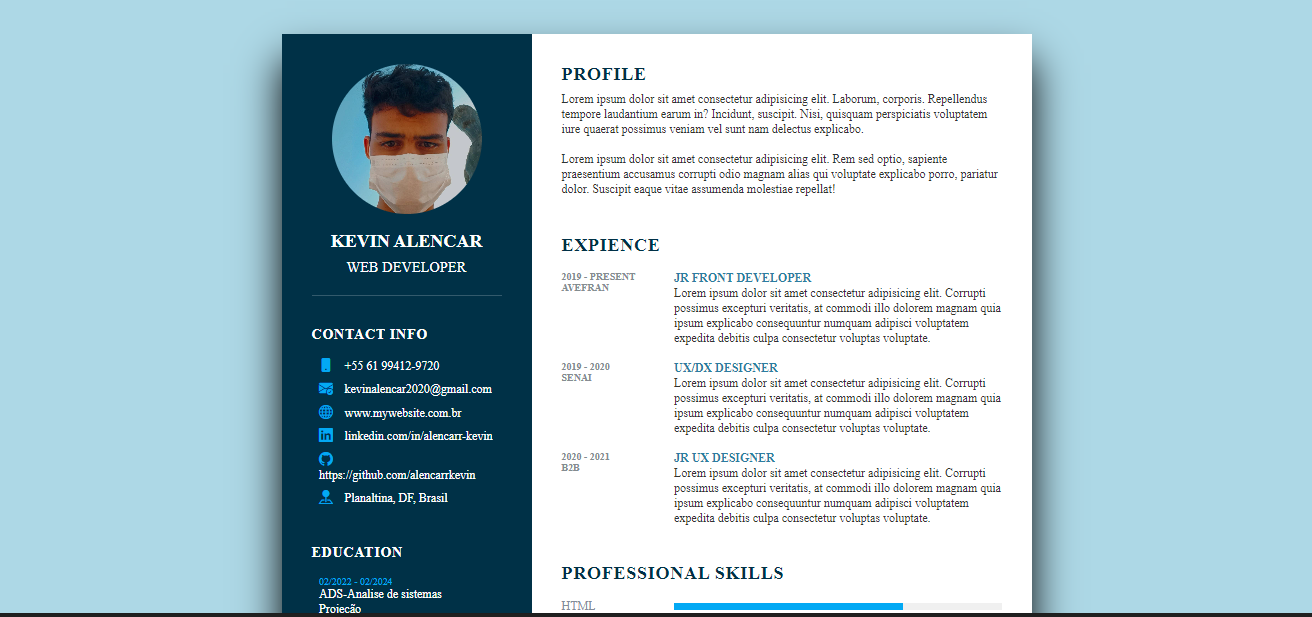 KEVIN ALENCAR
WEB DEVELOPER
CONTACT INFO
+55 61 99412-9720
kevinalencar2020@gmail.com
www.mywebsite.com.br
linkedin.com/in/alencarr-kevin
https://github.com/alencarrkevin
Planaltina, DF, Brasil
EDUCATION
02/2022 - 02/2024
ADS-Analise de sistemas
Projeção
PROFILE
Lorem ipsum dolor sit amet consectetur adipisicing elit. Laborum, corporis. Repellendus
tempore laudantium earum in? Incidunt, suscipit. Nisi, quisquam perspiciatis voluptatem
iure quaerat possimus veniam vel sunt nam delectus explicabo.
Lorem ipsum dolor sit amet consectetur adipisicing elit. Rem sed optio, sapiente
praesentium accusamus corrupti odio magnam alias qui voluptate explicabo porro, pariatur
dolor. Suscipit eaque vitae assumenda molestiae repellat!
EXPIENCE
2019 - PRESENT
AVEFRAN
JR FRONT DEVELOPER
Lorem ipsum dolor sit amet consectetur adipisicing elit. Corrupti
possimus excepturi veritatis, at commodi illo dolorem magnam quia
ipsum explicabo consequuntur numquam adipisci voluptatem
expedita debitis culpa consectetur voluptas voluptate.
2019 - 2020
SENAI
UX/DX DESIGNER
Lorem ipsum dolor sit amet consectetur adipisicing elit. Corrupti
possimus excepturi veritatis, at commodi illo dolorem magnam quia
ipsum explicabo consequuntur numquam adipisci voluptatem
expedita debitis culpa consectetur voluptas voluptate.
2020 - 2021
B2B
JR UX DESIGNER
Lorem ipsum dolor sit amet consectetur adipisicing elit. Corrupti
possimus excepturi veritatis, at commodi illo dolorem magnam quia
ipsum explicabo consequuntur numquam adipisci voluptatem
expedita debitis culpa consectetur voluptas voluptate.
PROFESSIONAL SKILLS
HTML